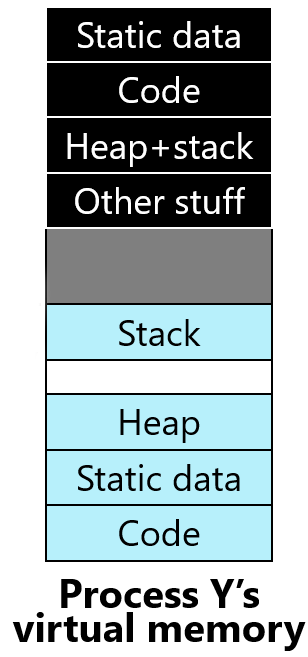 Static data
Code
Heap+stack
Other stuff
Stack
Heap
Static data
Code
Process Y's
virtual memory